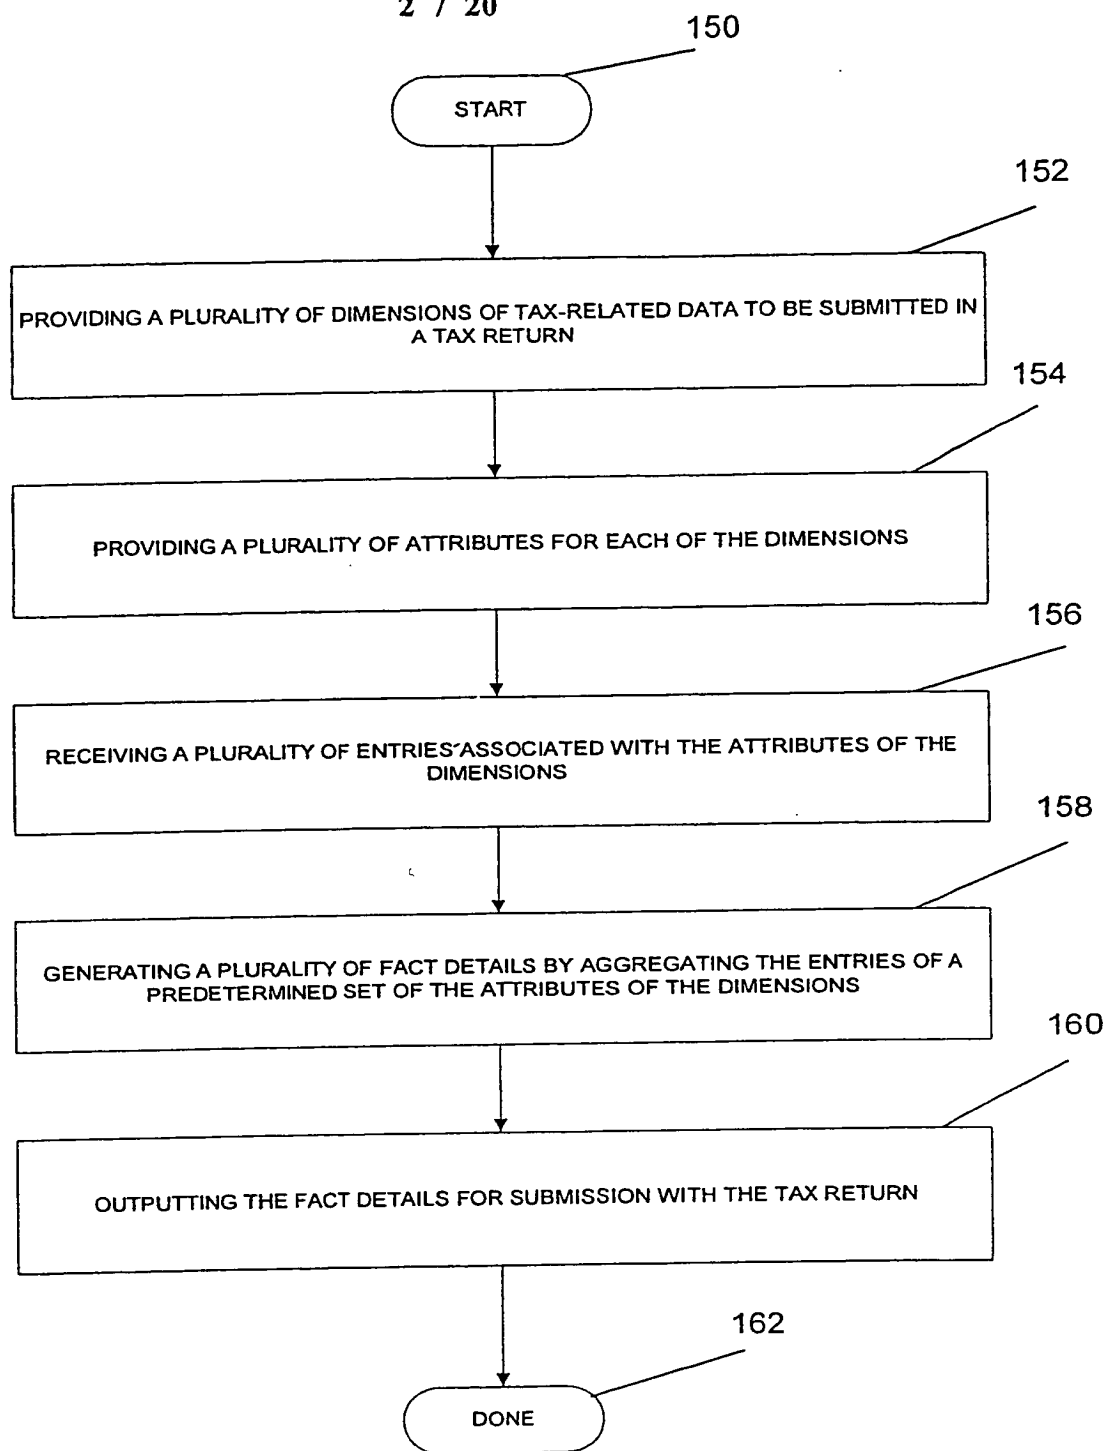 2 / 20
150
START
152
PROVIDING A PLURALITY OF DIMENSIONS OF TAX-RELATED DATA TO BE SUBMITTED IN
A TAX RETURN
154
PROVIDING A PLURALITY OF ATTRIBUTES FOR EACH OF THE DIMENSIONS
156
RECEIVING A PLURALITY OF ENTRIES ASSOCIATED WITH THE ATTRIBUTES OF THE
DIMENSIONS
158
GENERATING A PLURALITY OF FACT DETAILS BY AGGREGATING THE ENTRIES OF A
PREDETERMINED SET OF THE ATTRIBUTES OF THE DIMENSIONS
160
OUTPUTTING THE FACT DETAILS FOR SUBMISSION WITH THE TAX RETURN
162
DONE